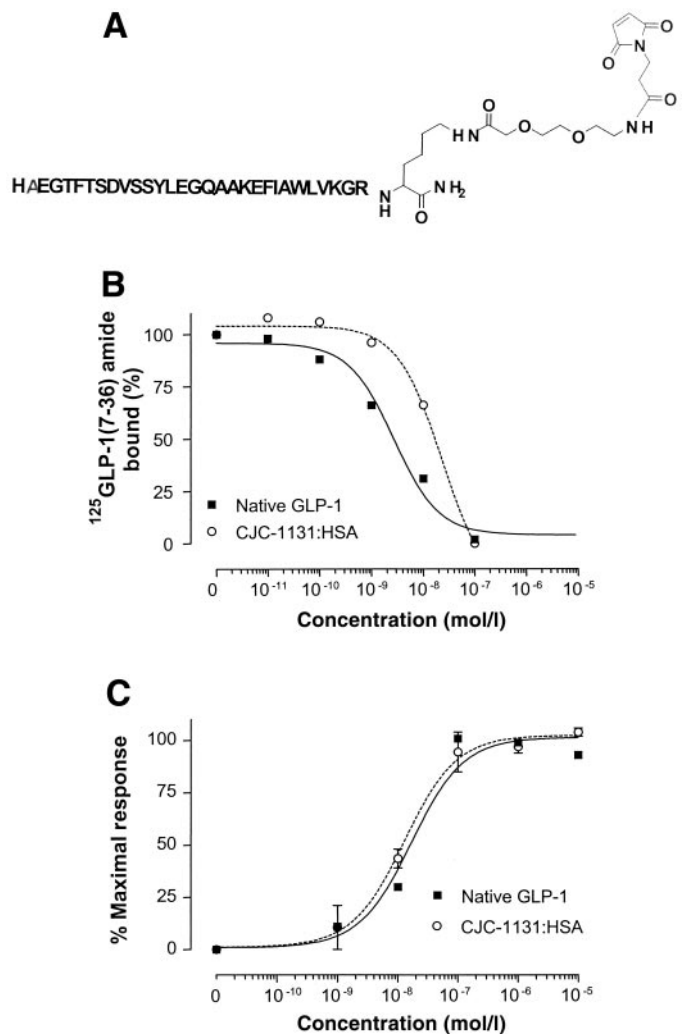 A
O
N
O
O
O
O
O
N
H
N
H
HAEGTFTSDVSSYLEGQAAKEFIAWLVKGR
N
H
NH₂
O
B
¹²⁵GLP-1(7-36) amide
bound (%)
100
75
50
25
0
Native GLP-1
CJC-1131:HSA
0 10⁻¹¹ 10⁻¹⁰ 10⁻⁹ 10⁻⁸ 10⁻⁷ 10⁻⁶ 10⁻⁵
Concentration (mol/l)
C
% Maximal response
100
75
50
25
0
Native GLP-1
CJC-1131:HSA
0 10⁻¹⁰ 10⁻⁹ 10⁻⁸ 10⁻⁷ 10⁻⁶ 10⁻⁵
Concentration (mol/l)